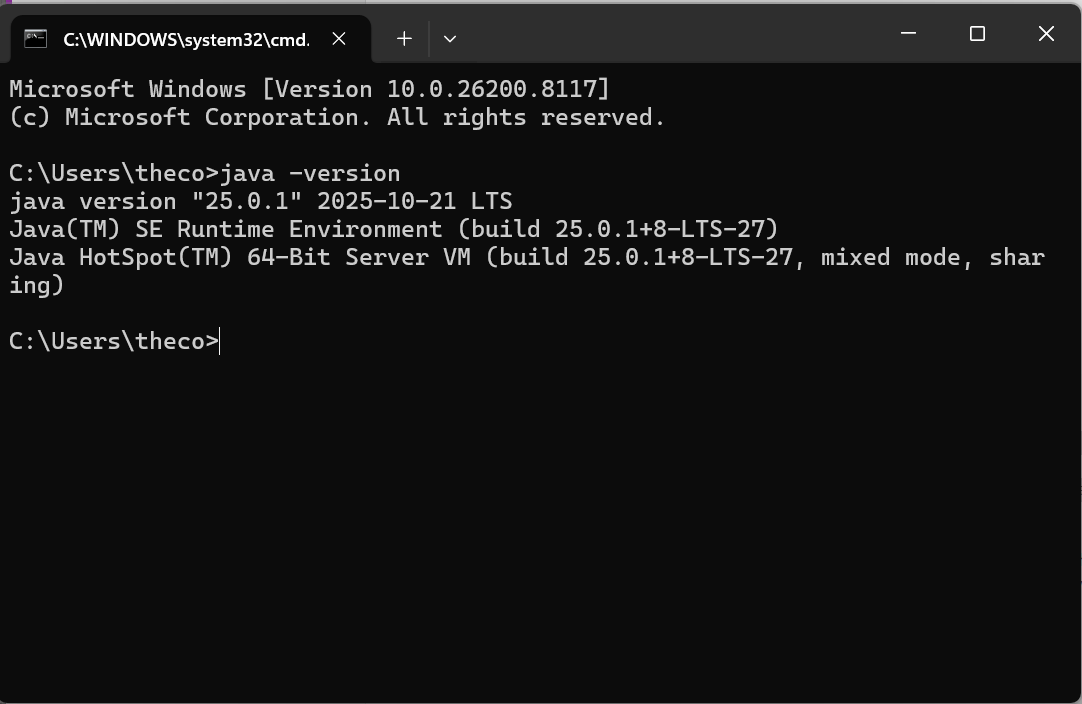 C:\WINDOWS\system32\cmd.
Microsoft Windows [Version 10.0.26200.8117]
(c) Microsoft Corporation. All rights reserved.
C:\Users\theco>java -version
java version "25.0.1" 2025-10-21 LTS
Java(TM) SE Runtime Environment (build 25.0.1+8-LTS-27)
Java HotSpot(TM) 64-Bit Server VM (build 25.0.1+8-LTS-27, mixed mode, shar
ing)
C:\Users\theco>